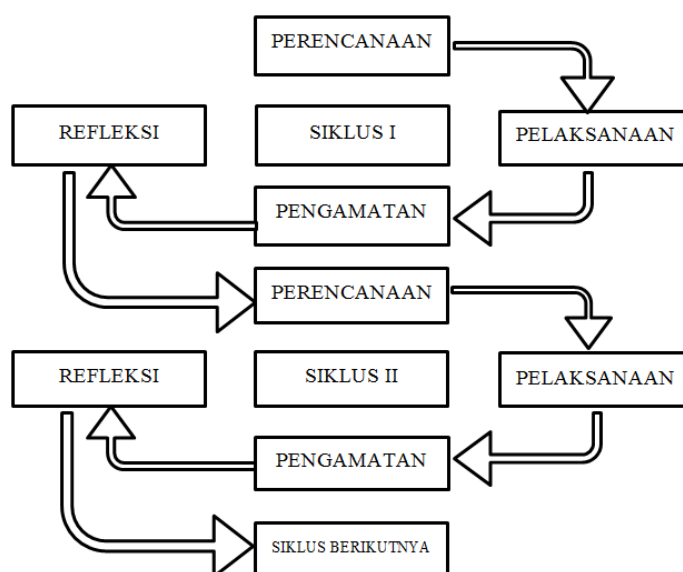 PERENCANAAN
REFLEKSI
SIKLUS I
PELAKSANAAN
PENGAMATAN
PERENCANAAN
REFLEKSI
SIKLUS II
PELAKSANAAN
PENGAMATAN
SIKLUS BERIKUTNYA